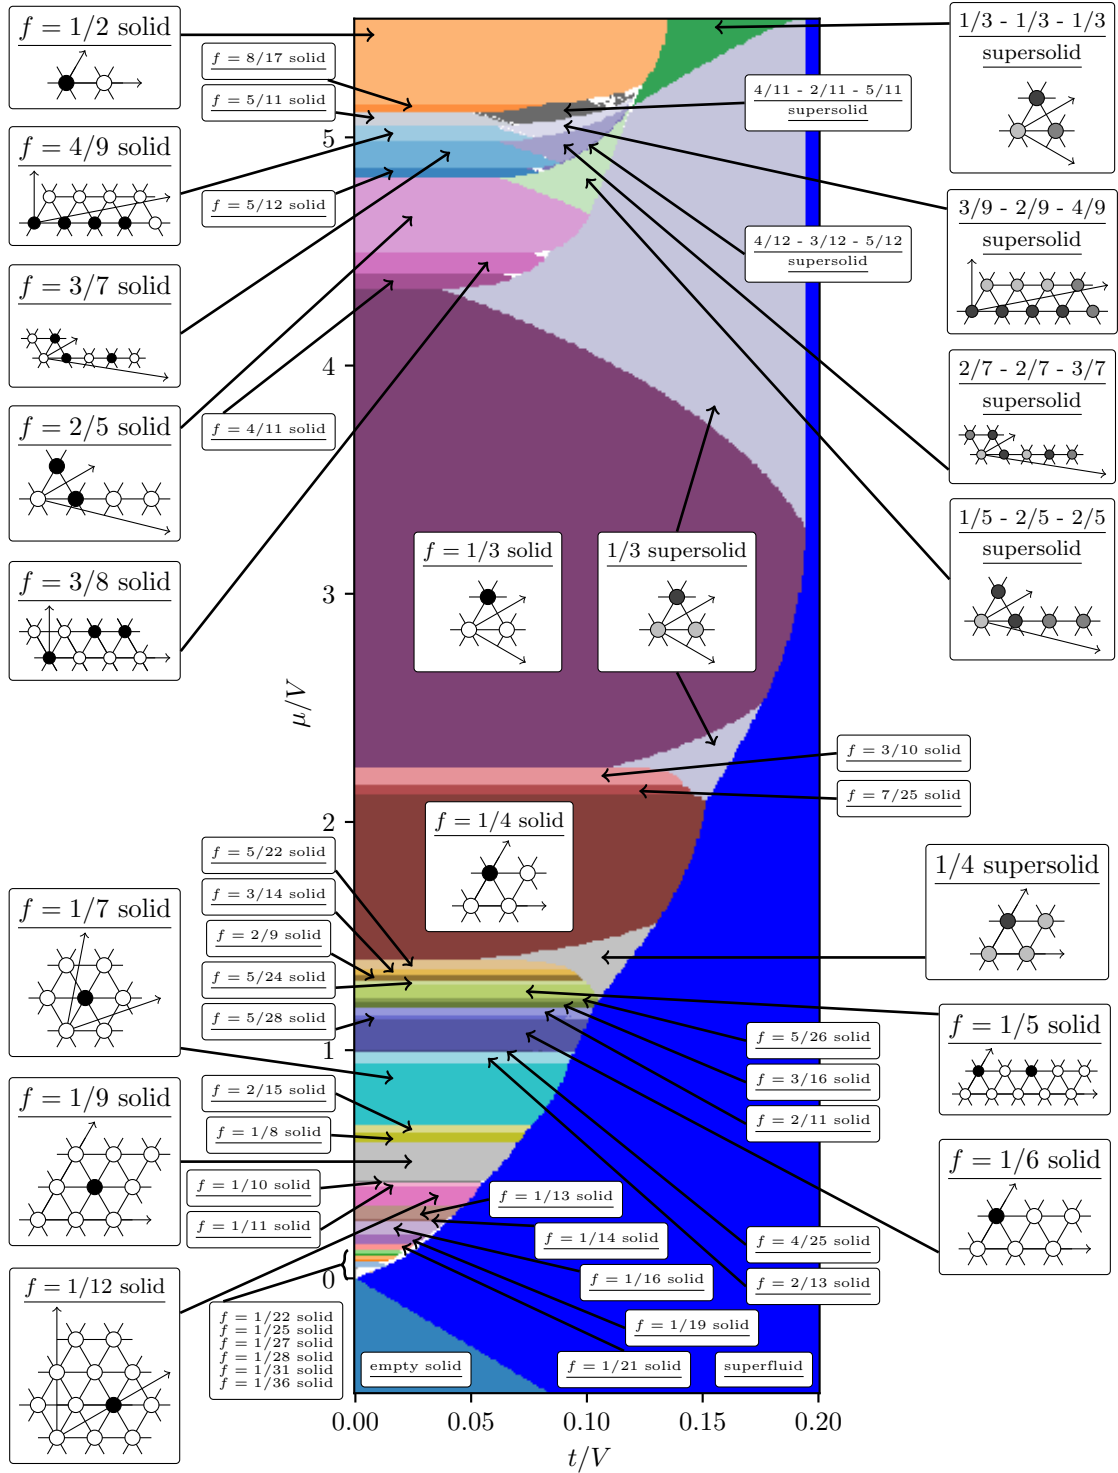 f = 1/2 solid
f = 8/17 solid
f = 5/11 solid
f = 4/9 solid
f = 5/12 solid
f = 3/7 solid
f = 2/5 solid
f = 4/11 solid
f = 3/8 solid
1/3 - 1/3 - 1/3
supersolid
4/11 - 2/11 - 5/11
supersolid
3/9 - 2/9 - 4/9
supersolid
4/12 - 3/12 - 5/12
supersolid
2/7 - 2/7 - 3/7
supersolid
1/5 - 2/5 - 2/5
supersolid
f = 1/3 solid
1/3 supersolid
f = 3/10 solid
f = 7/25 solid
f = 1/4 solid
1/4 supersolid
f = 5/22 solid
f = 3/14 solid
f = 2/9 solid
f = 5/24 solid
f = 5/28 solid
f = 1/7 solid
f = 1/5 solid
f = 5/26 solid
f = 3/16 solid
f = 2/11 solid
f = 1/6 solid
f = 2/15 solid
f = 1/8 solid
f = 1/9 solid
f = 1/10 solid
f = 1/11 solid
f = 1/13 solid
f = 1/14 solid
f = 1/16 solid
f = 4/25 solid
f = 2/13 solid
f = 1/19 solid
f = 1/21 solid
f = 1/12 solid
f = 1/22 solid
f = 1/25 solid
f = 1/27 solid
f = 1/28 solid
f = 1/31 solid
f = 1/36 solid
empty solid
superfluid
5
4
3
2
1
0
μ/V
0.00 0.05 0.10 0.15 0.20
t/V